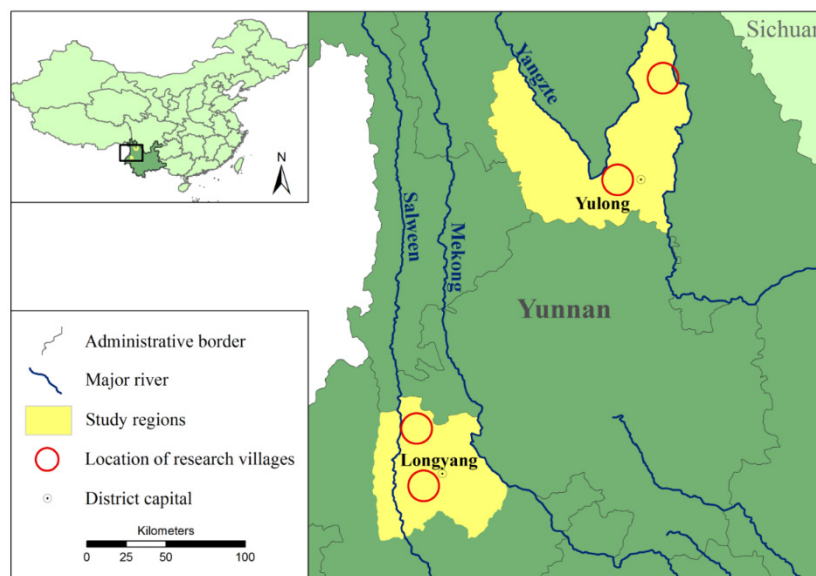 N
Sichuan
Yangzte
Yulong
Salween
Mekong
Yunnan
Longyang
Administrative border
Major river
Study regions
Location of research villages
District capital
Kilometers
0 25 50 100